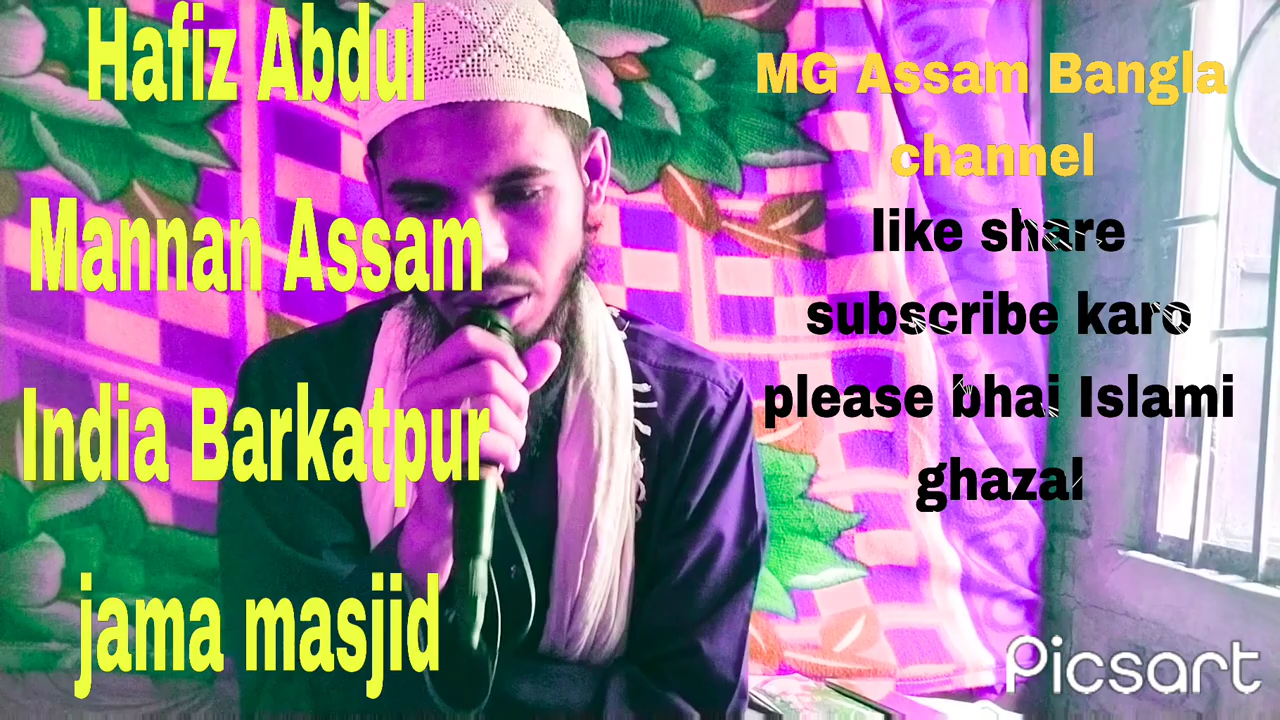 Hafiz Abdul
Mannan Assam
India Barkatpur
jama masjid
MG Assam Bangla
channel
like share
subscribe karo
please bhai Islami
ghazal
Picsart